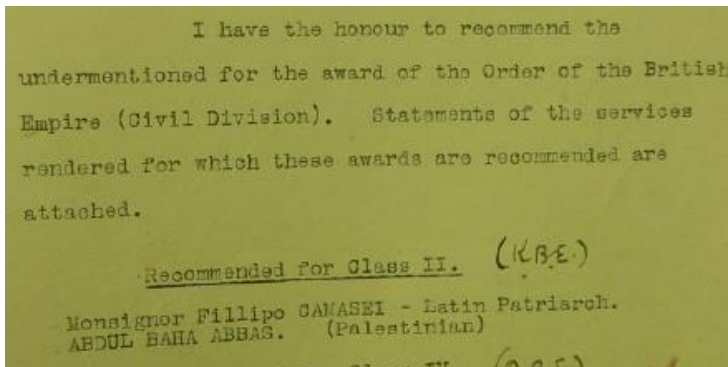 I have the honour to recommend the
undermentioned for the award of the Order of the British
Empire (Civil Division). Statements of the services
rendered for which these awards are recommended are
attached.
Recommended for Class II. (K.B.E.)
Monsignor Fillipo CAMASEI - Latin Patriarch.
ABDUL BAHA ABBAS. (Palestinian)